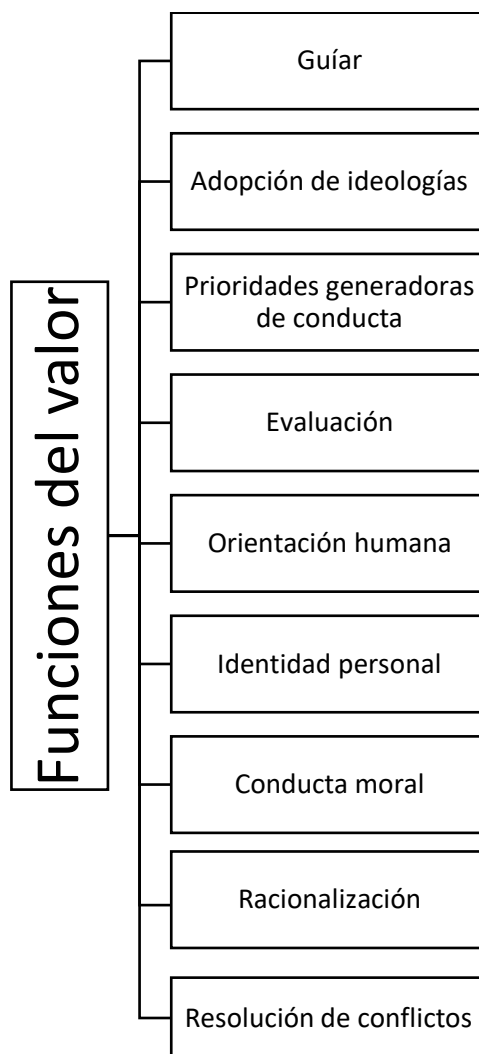 Funciones del valor
Guíar
Adopción de ideologías
Prioridades generadoras
de conducta
Evaluación
Orientación humana
Identidad personal
Conducta moral
Racionalización
Resolución de conflictos